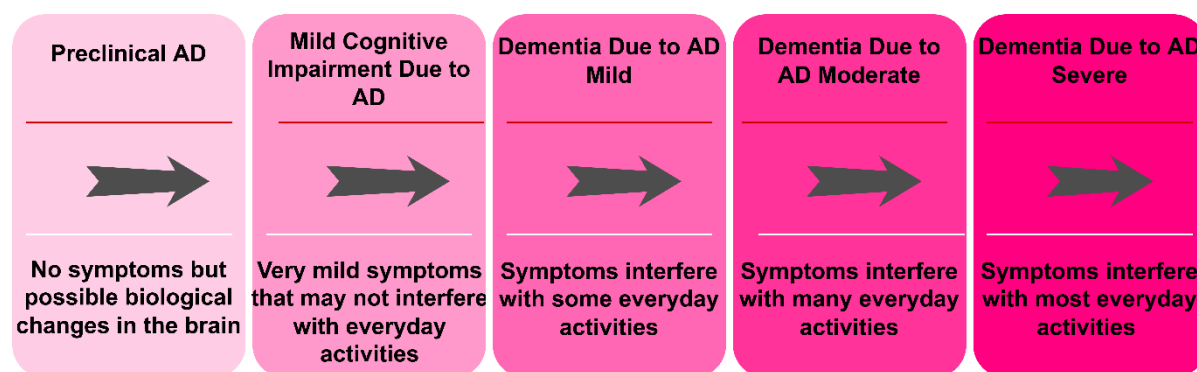 Preclinical AD
No symptoms but
possible biological
changes in the brain
Mild Cognitive
Impairment Due to
AD
Very mild symptoms
that may not interfere
with everyday
activities
Dementia Due to AD
Mild
Symptoms interfere
with some everyday
activities
Dementia Due to
AD Moderate
Symptoms interfere
with many everyday
activities
Dementia Due to AD
Severe
Symptoms interfere
with most everyday
activities